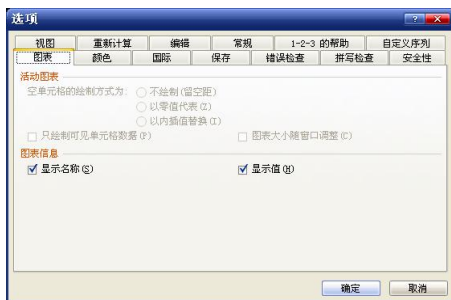 选项
视图 重新计算 编辑 常规 1-2-3 的帮助 自定义序列
图表 颜色 国际 保存 错误检查 拼写检查 安全性
活动图表
空单元格的绘制方式为: 不绘制(留空距)
以零值代表(Z)
以内插值替换(I)
只绘制可见单元格数据(P) 图表大小随窗口调整(C)
图表信息
显示名称(S) 显示值(H)
确定 取消